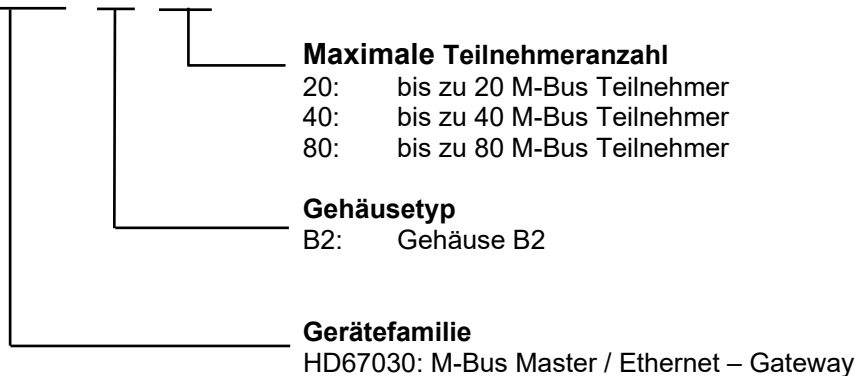 Maximale Teilnehmeranzahl
20: bis zu 20 M-Bus Teilnehmer
40: bis zu 40 M-Bus Teilnehmer
80: bis zu 80 M-Bus Teilnehmer
Gehäusetyp
B2: Gehäuse B2
Gerätefamilie
HD67030: M-Bus Master / Ethernet – Gateway